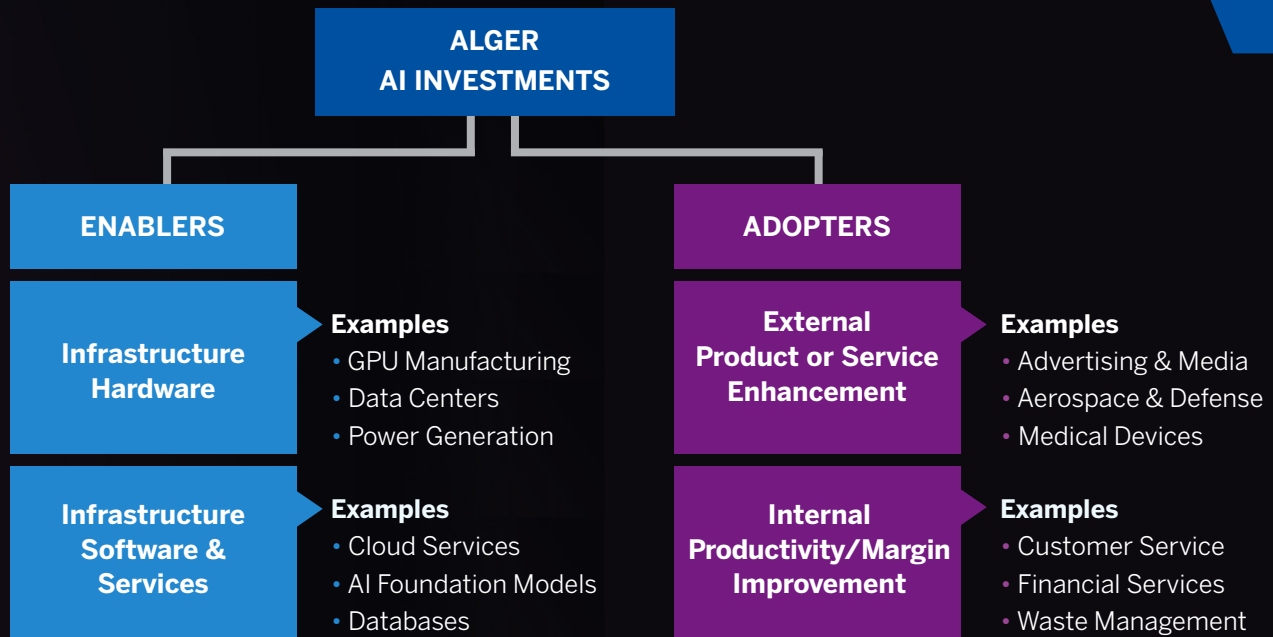 ALGER
AI INVESTMENTS
ENABLERS
Infrastructure
Hardware
Examples
• GPU Manufacturing
• Data Centers
• Power Generation
Infrastructure
Software &
Services
Examples
• Cloud Services
• AI Foundation Models
• Databases
ADOPTERS
External
Product or Service
Enhancement
Examples
• Advertising & Media
• Aerospace & Defense
• Medical Devices
Internal
Productivity/Margin
Improvement
Examples
• Customer Service
• Financial Services
• Waste Management